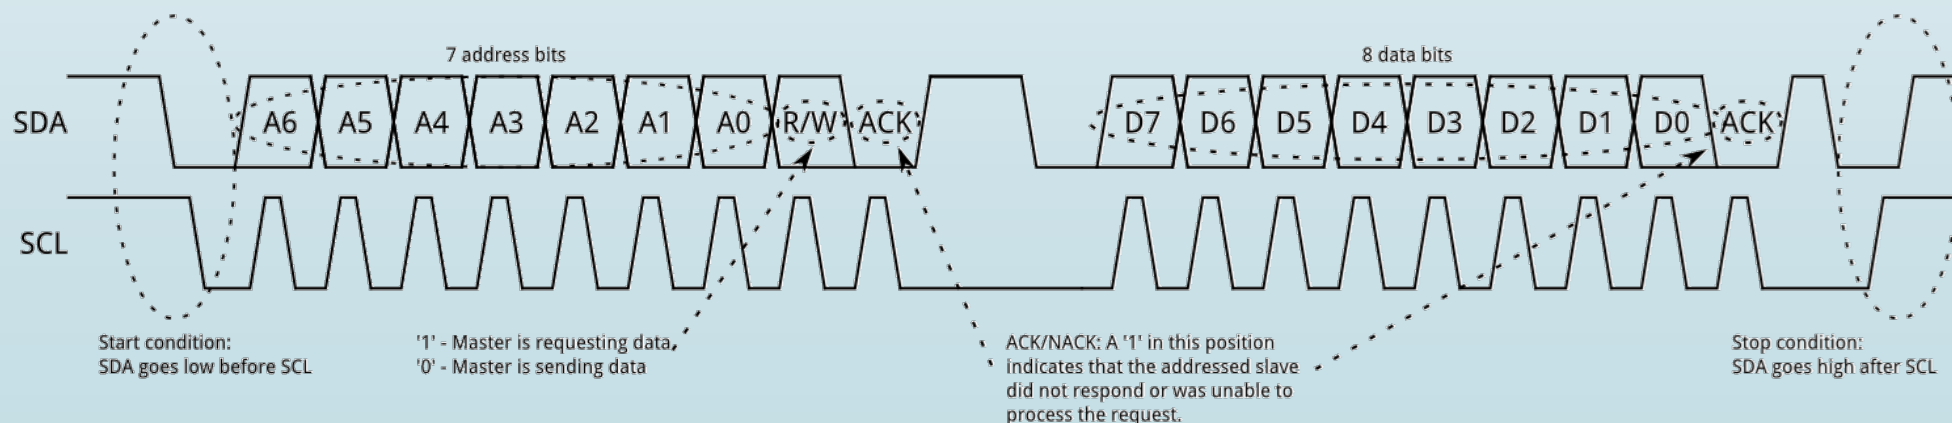 7 address bits
8 data bits
SDA A6 A5 A4 A3 A2 A1 A0 R/W ACK D7 D6 D5 D4 D3 D2 D1 D0 ACK
SCL
Start condition:
SDA goes low before SCL
'1' - Master is requesting data
'0' - Master is sending data
ACK/NACK: A '1' in this position
indicates that the addressed slave
did not respond or was unable to
process the request.
Stop condition:
SDA goes high after SCL